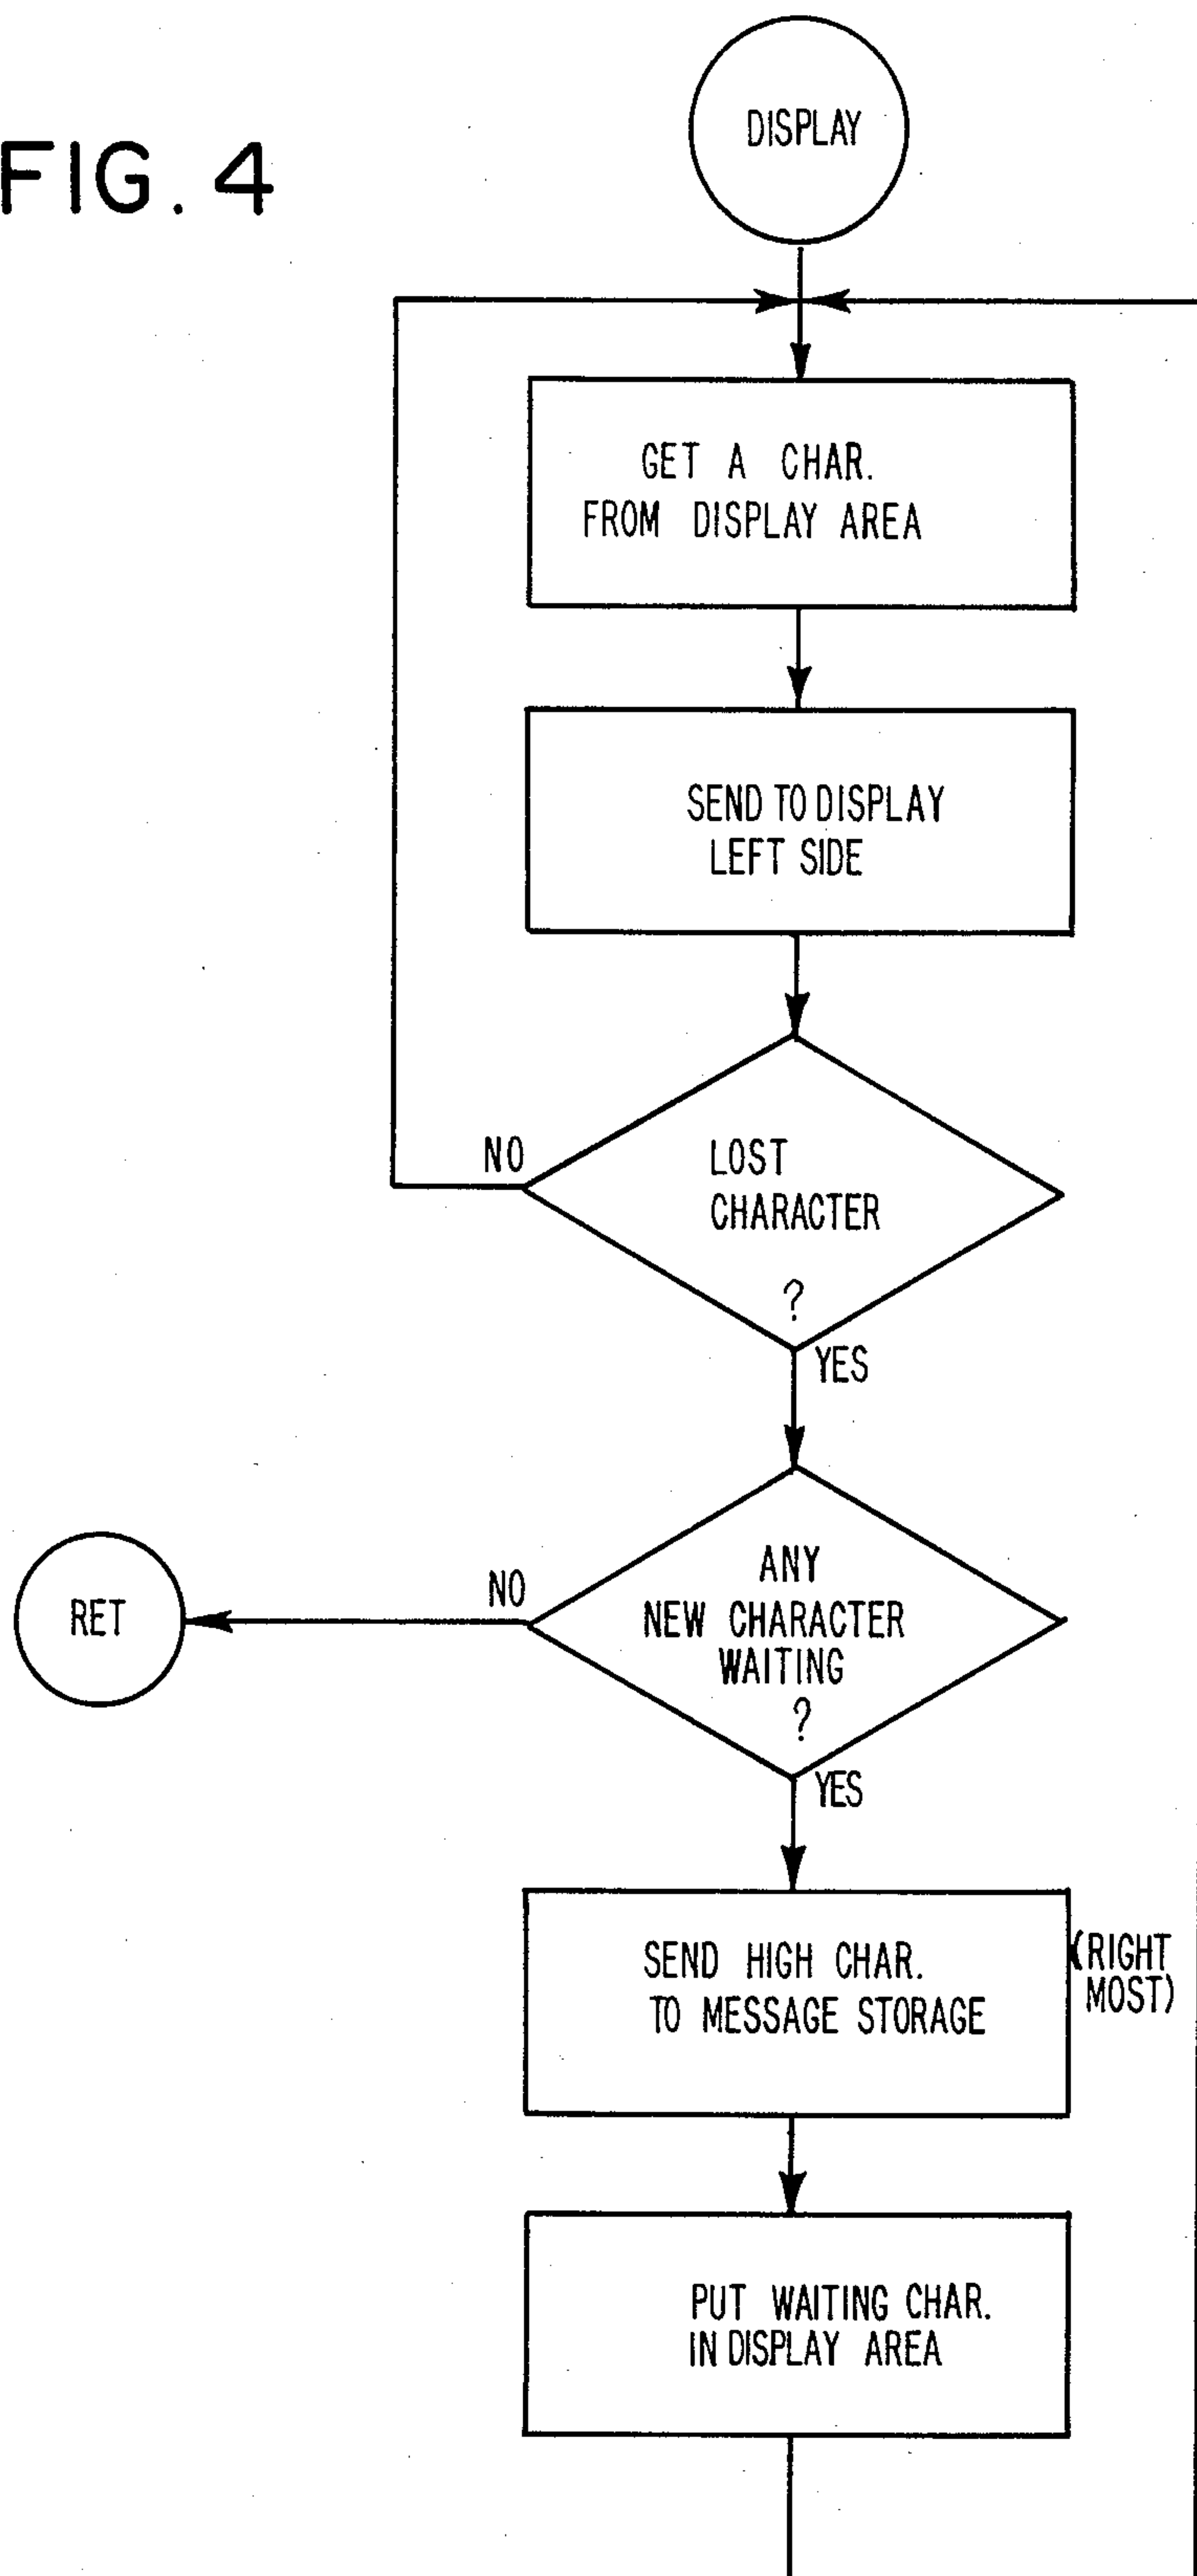 FIG. 4
DISPLAY
GET A CHAR.
FROM DISPLAY AREA
SEND TO DISPLAY
LEFT SIDE
NO
LOST
CHARACTER
?
YES
ANY
NEW CHARACTER
WAITING
?
NO
RET
YES
SEND HIGH CHAR.
TO MESSAGE STORAGE
(RIGHT
MOST)
PUT WAITING CHAR.
IN DISPLAY AREA